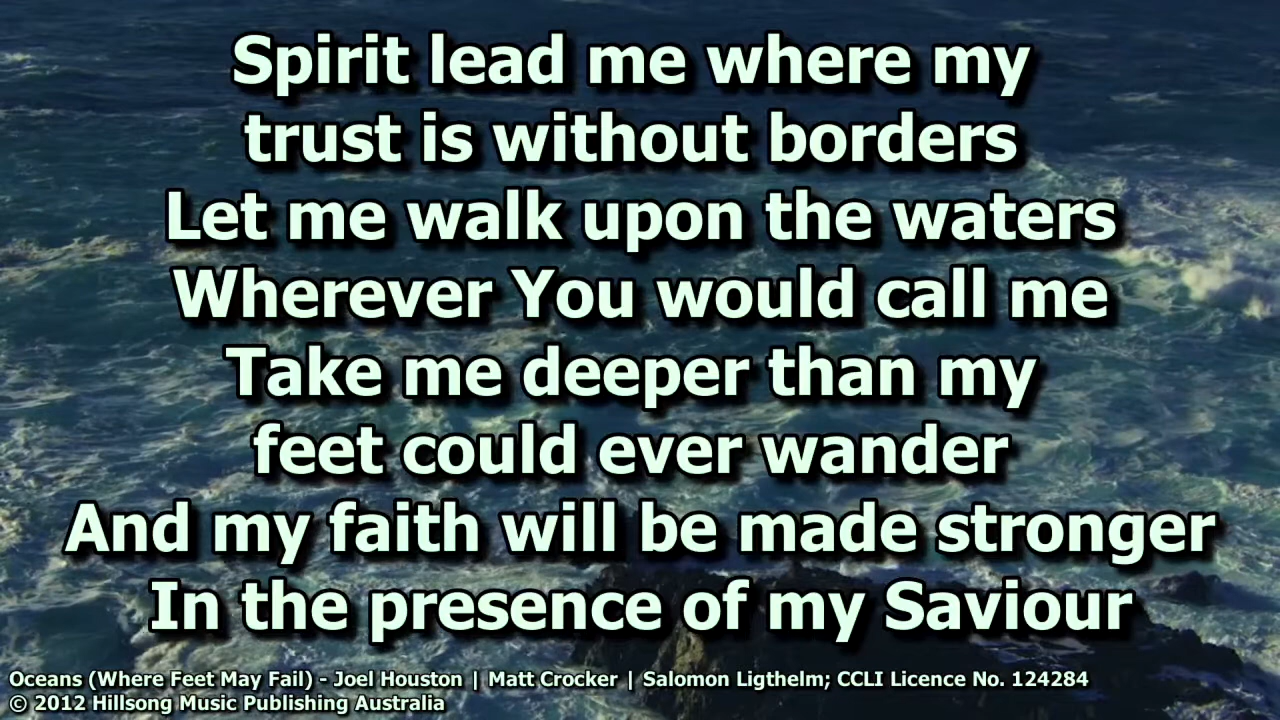 Spirit lead me where my
trust is without borders
Let me walk upon the waters
Wherever You would call me
Take me deeper than my
feet could ever wander
And my faith will be made stronger
In the presence of my Saviour
Oceans (Where Feet May Fail) - Joel Houston | Matt Crocker | Salomon Ligthelm; CCLI Licence No. 124284
© 2012 Hillsong Music Publishing Australia